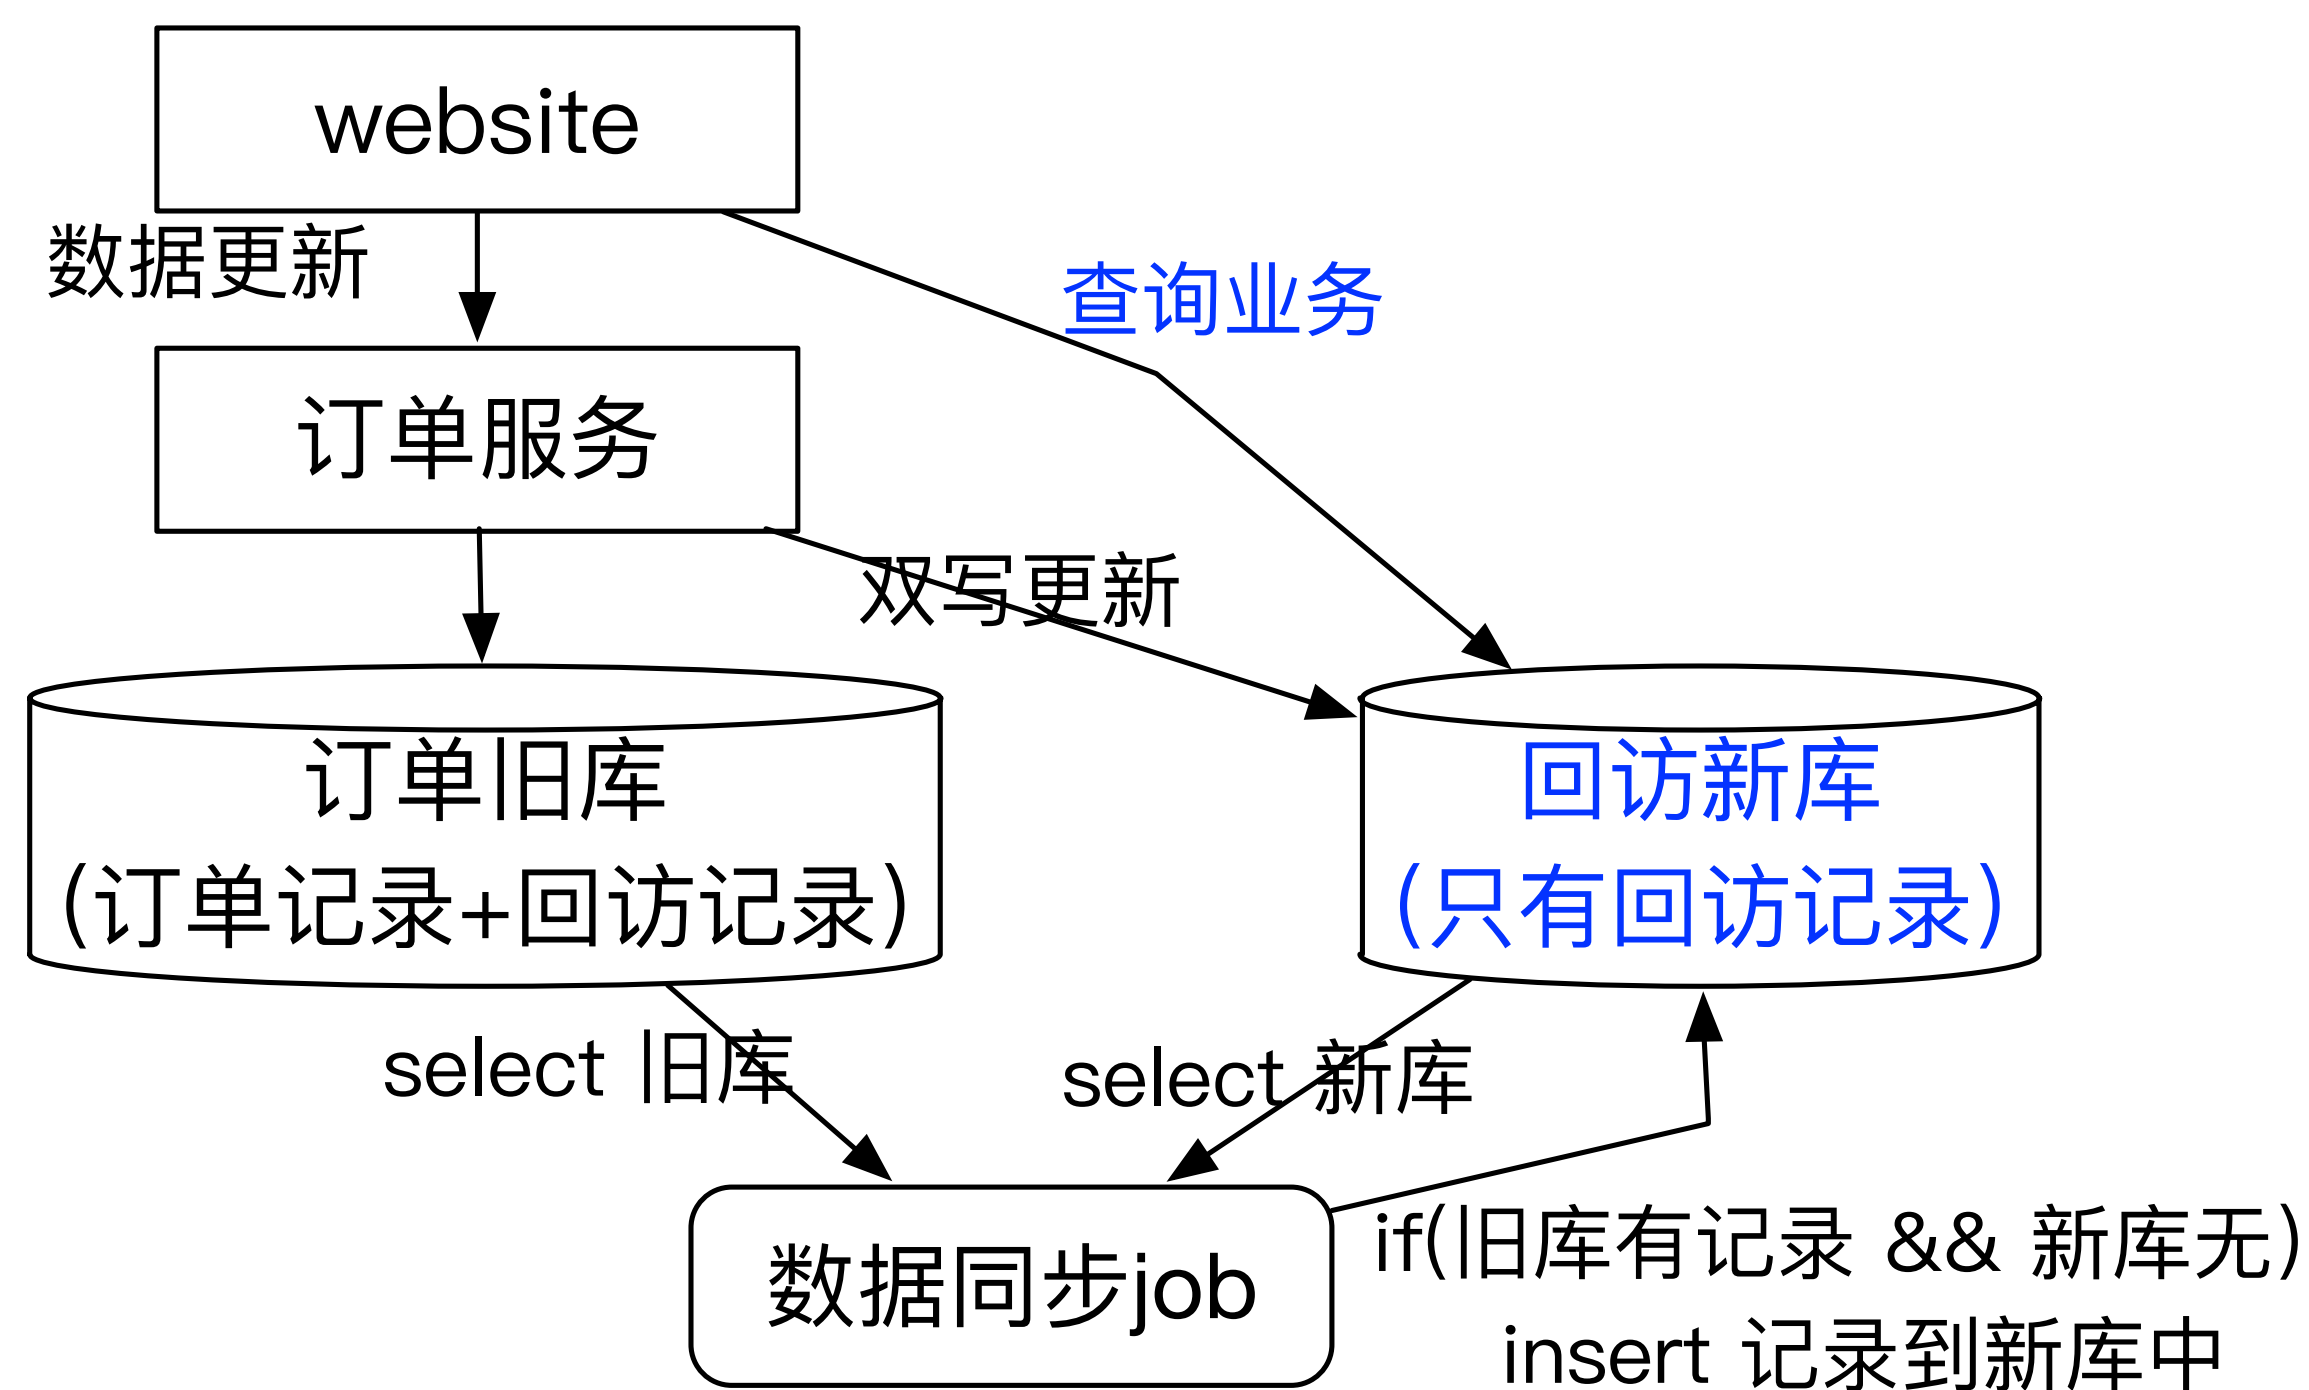 website
数据更新
查询业务
订单服务
双写更新
订单旧库
(订单记录+回访记录)
回访新库
(只有回访记录)
select 旧库
select 新库
数据同步job
if(旧库有记录 && 新库无)
insert 记录到新库中